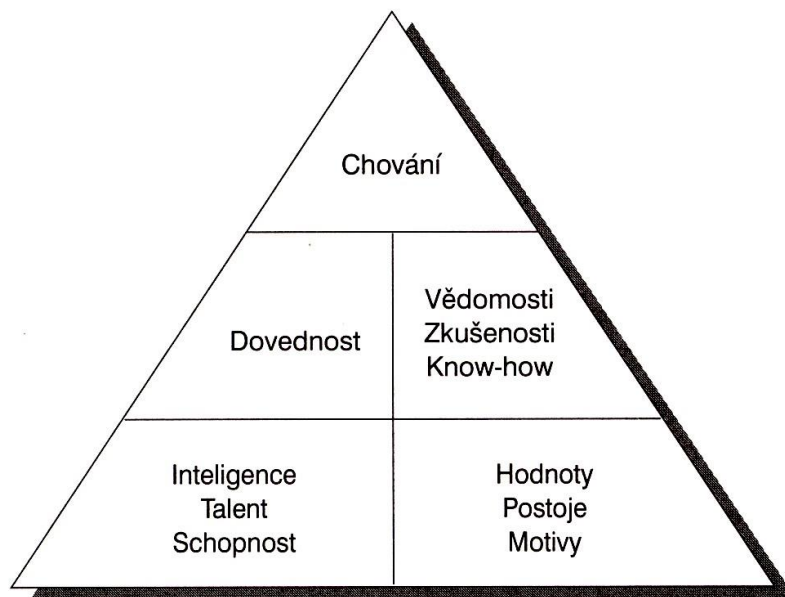 Chování
Dovednost
Vědomosti
Zkušenosti
Know-how
Inteligence
Talent
Schopnost
Hodnoty
Postoje
Motivy